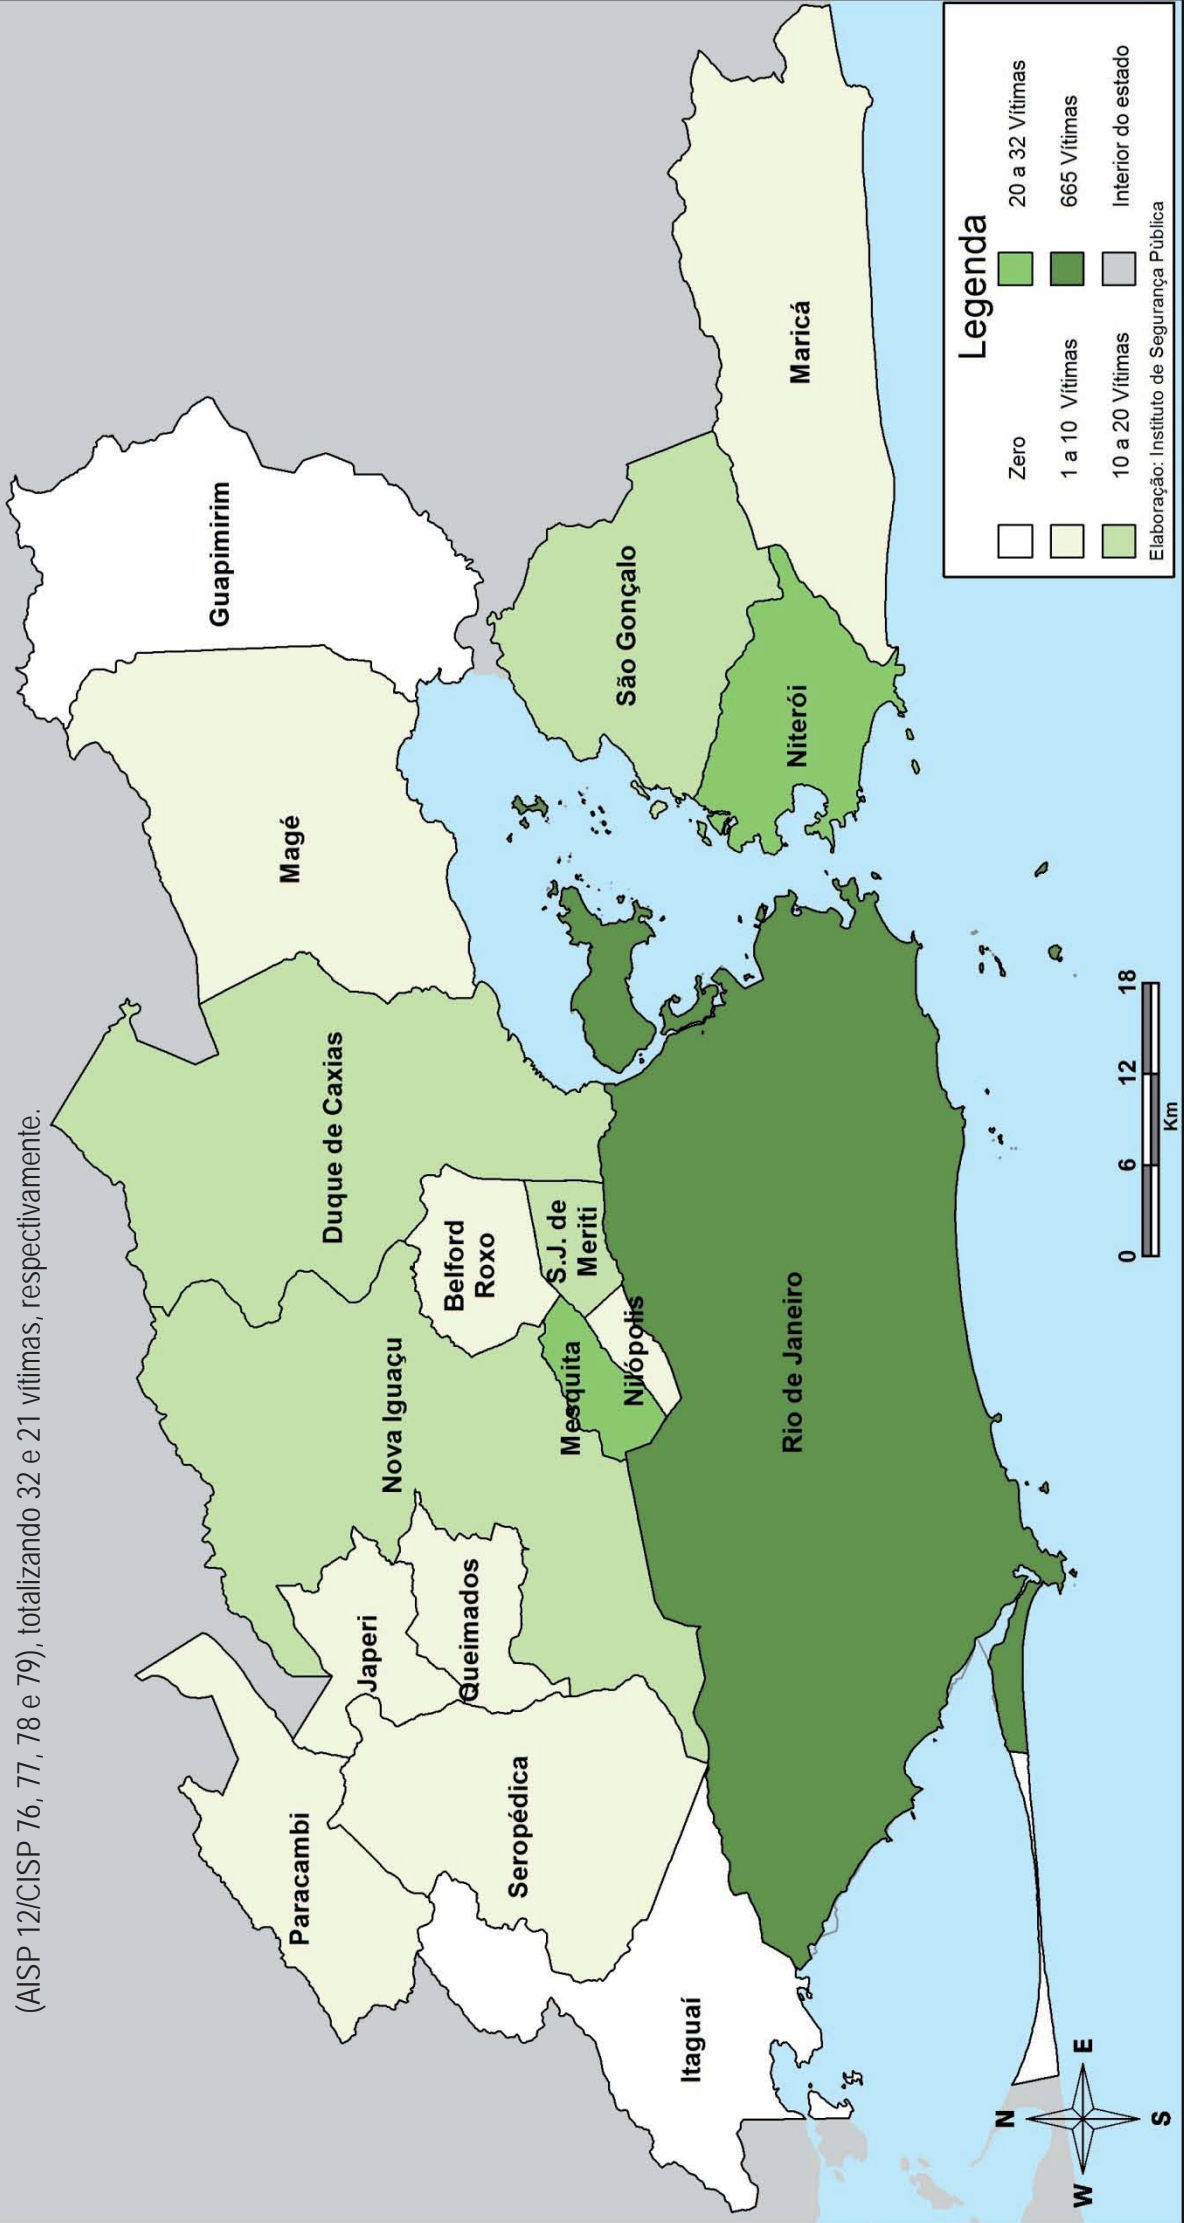 (AISP 12/CISP 76, 77, 78 e 79), totalizando 32 e 21 vítimas, respectivamente.
Guapimirim
Magé
Duque de Caxias
Nova Iguaçu
Japeri
Paracambi
Queimados
Belford
Roxo
S.J. de
Meriti
Mesquita
Nilópolis
Seropédica
Itaguaí
Rio de Janeiro
São Gonçalo
Niterói
Maricá
Legenda
Zero
1 a 10 Vítimas
10 a 20 Vítimas
20 a 32 Vítimas
665 Vítimas
Interior do estado
Elaboração: Instituto de Segurança Pública
0 6 12 18
Km
N
W E
S